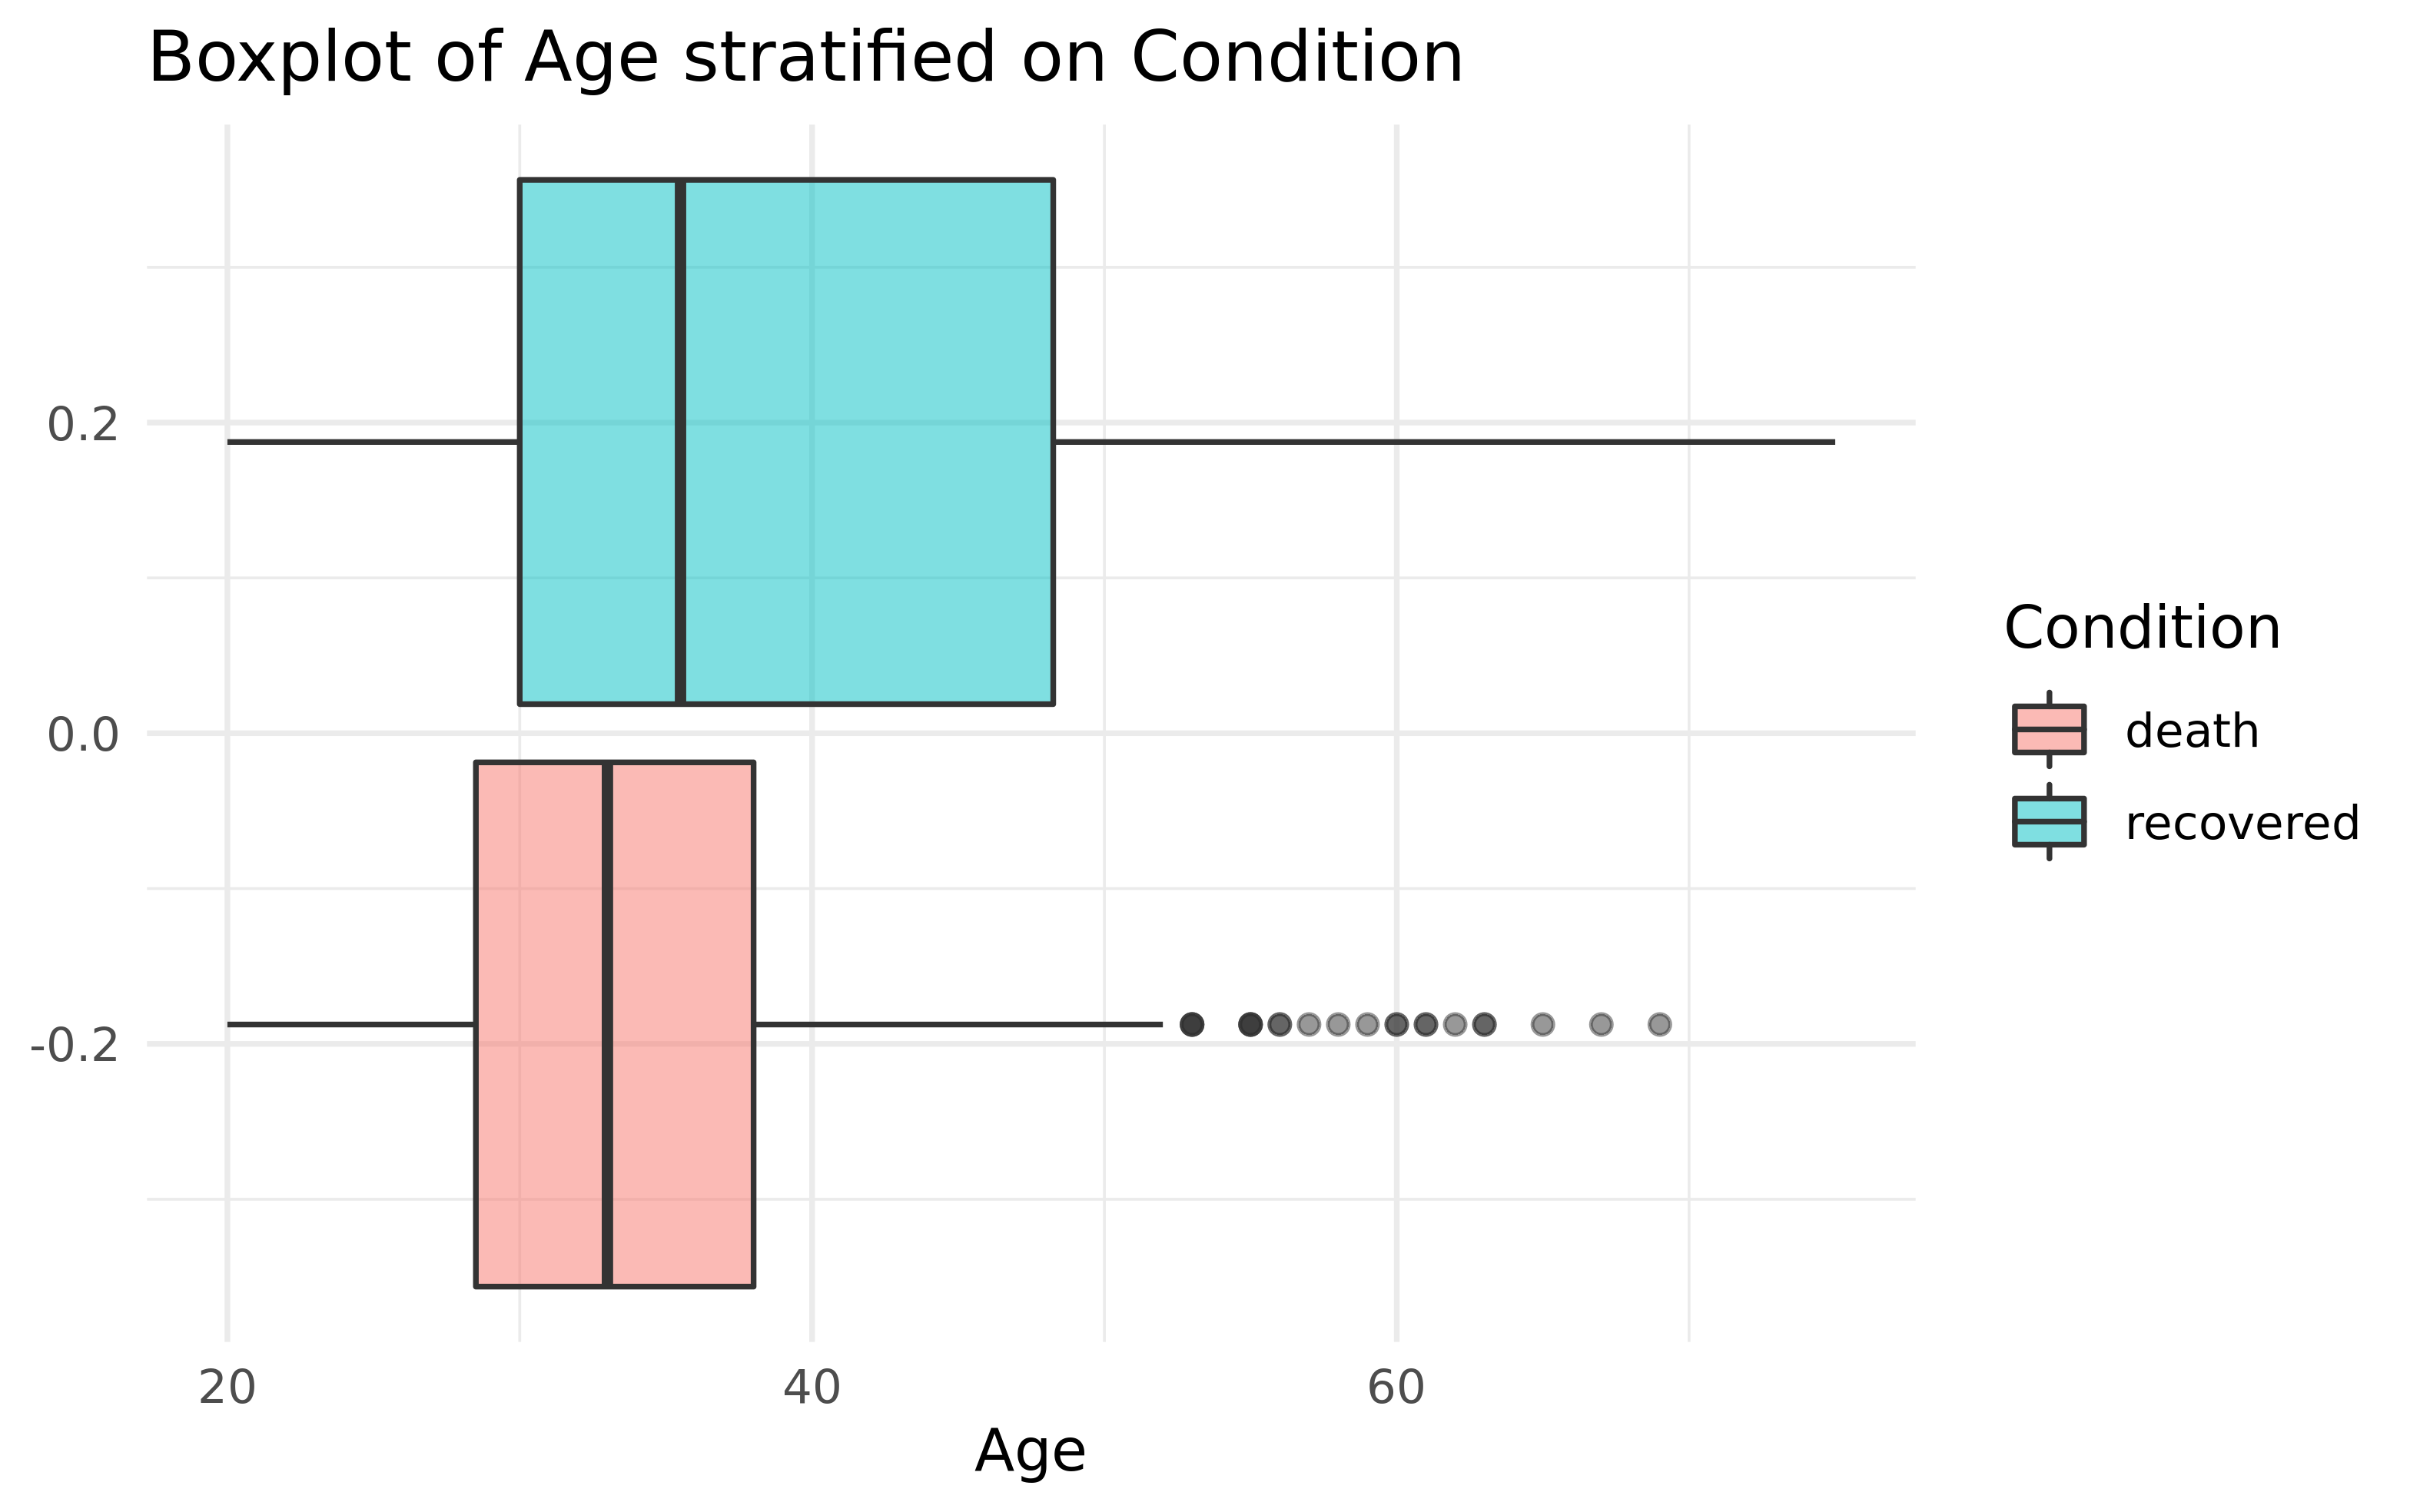 Boxplot of Age stratified on Condition
0.2
0.0
-0.2
20 40 60
Age
Condition
death
recovered